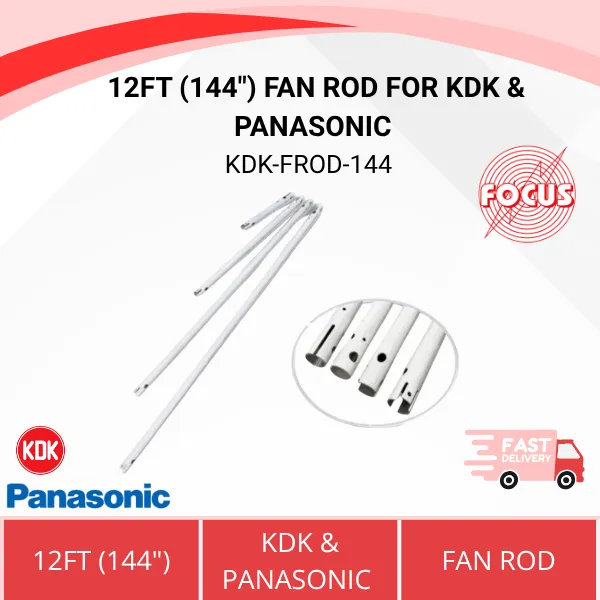 12FT (144") FAN ROD FOR KDK &
PANASONIC
KDK-FROD-144
FOCUS
KDK
Panasonic
FAST
DELIVERY
12FT (144")
KDK &
PANASONIC
FAN ROD